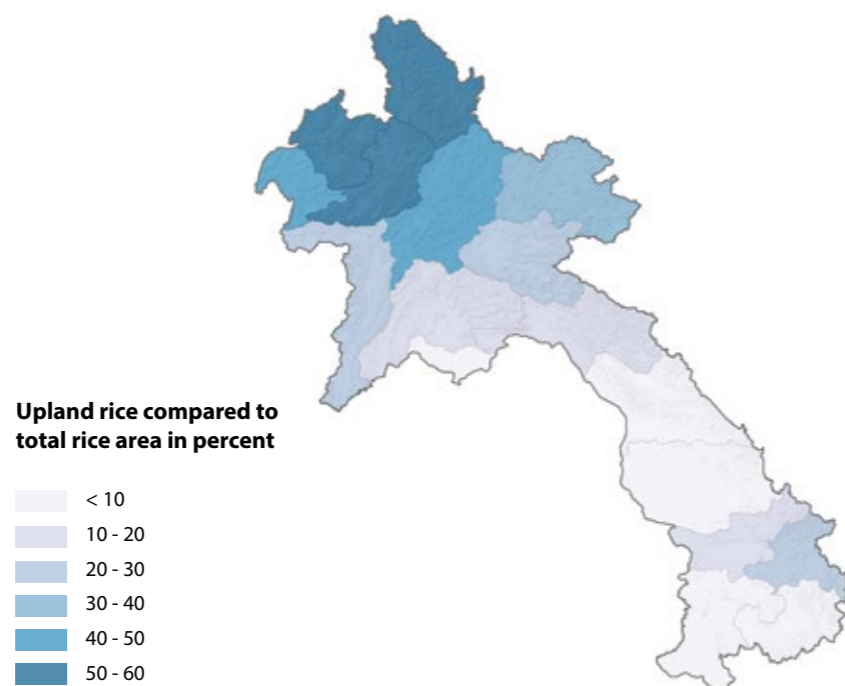 Upland rice compared to
total rice area in percent
< 10
10 - 20
20 - 30
30 - 40
40 - 50
50 - 60